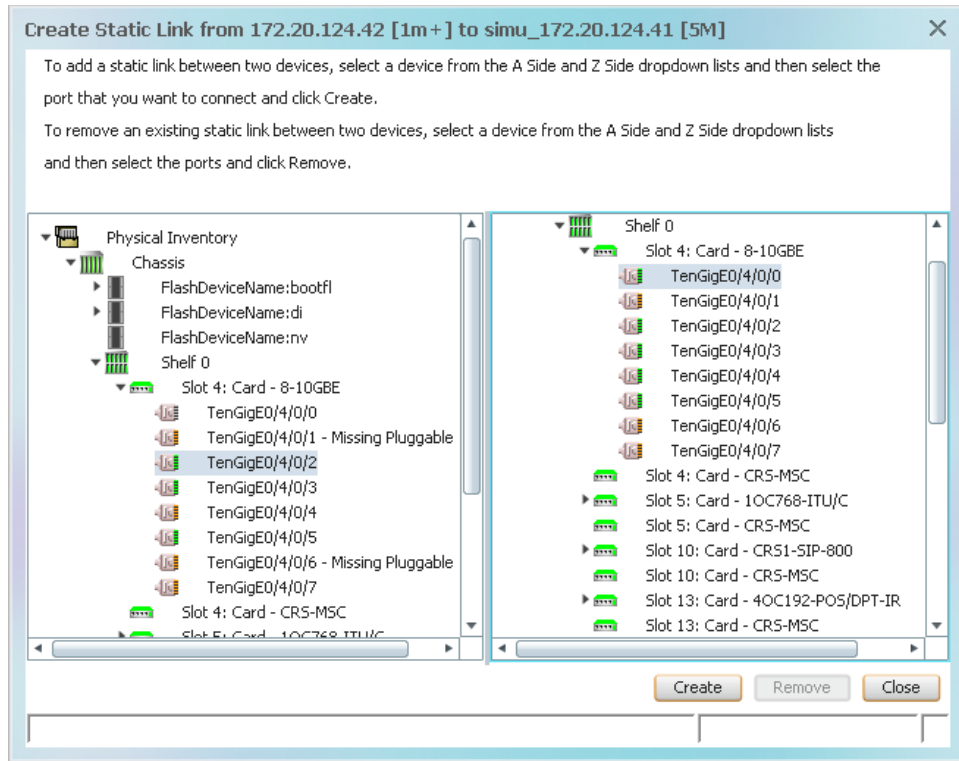 Create Static Link from 172.20.124.42 [1m+] to simu_172.20.124.41 [5M]
To add a static link between two devices, select a device from the A Side and Z Side dropdown lists and then select the
port that you want to connect and click Create.
To remove an existing static link between two devices, select a device from the A Side and Z Side dropdown lists
and then select the ports and click Remove.
Physical Inventory
Chassis
FlashDeviceName:bootfl
FlashDeviceName:di
FlashDeviceName:nv
Shelf 0
Slot 4: Card - 8-10GBE
TenGigE0/4/0/0
TenGigE0/4/0/1 - Missing Pluggable
TenGigE0/4/0/2
TenGigE0/4/0/3
TenGigE0/4/0/4
TenGigE0/4/0/5
TenGigE0/4/0/6 - Missing Pluggable
TenGigE0/4/0/7
Slot 4: Card - CRS-MSC
Slot 5: Card - 1OC768-ITU/C
Shelf 0
Slot 4: Card - 8-10GBE
TenGigE0/4/0/0
TenGigE0/4/0/1
TenGigE0/4/0/2
TenGigE0/4/0/3
TenGigE0/4/0/4
TenGigE0/4/0/5
TenGigE0/4/0/6
TenGigE0/4/0/7
Slot 4: Card - CRS-MSC
Slot 5: Card - 1OC768-ITU/C
Slot 5: Card - CRS-MSC
Slot 10: Card - CRS1-SIP-800
Slot 10: Card - CRS-MSC
Slot 13: Card - 4OC192-POS/DPT-IR
Slot 13: Card - CRS-MSC
Create
Remove
Close